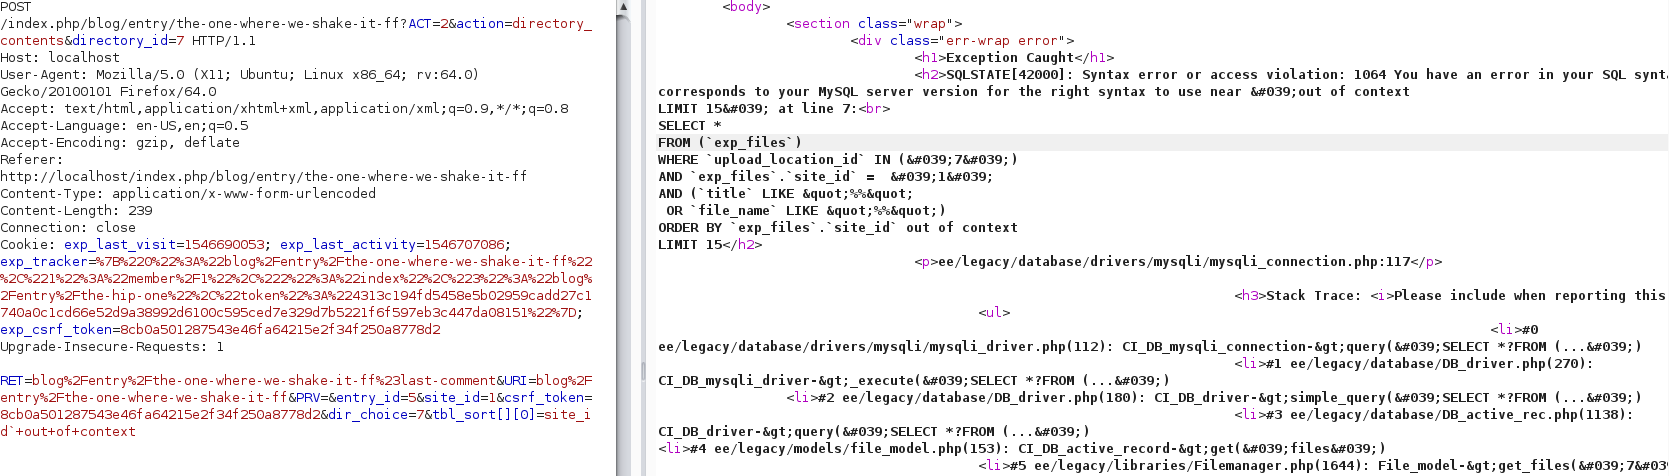 POST
/index.php/blog/entry/the-one-where-we-shake-it-ff?ACT=2&action=directory_
contents&directory_id=7 HTTP/1.1
Host: localhost
User-Agent: Mozilla/5.0 (X11; Ubuntu; Linux x86_64; rv:64.0)
Gecko/20100101 Firefox/64.0
Accept: text/html,application/xhtml+xml,application/xml;q=0.9,*/*;q=0.8
Accept-Language: en-US,en;q=0.5
Accept-Encoding: gzip, deflate
Referer:
http://localhost/index.php/blog/entry/the-one-where-we-shake-it-ff
Content-Type: application/x-www-form-urlencoded
Content-Length: 239
Connection: close
Cookie: exp_last_visit=1546690053; exp_last_activity=1546707086;
exp_tracker=%7B%220%22%3A%22blog%2Fentry%2Fthe-one-where-we-shake-it-ff%22
%2C%221%22%3A%22member%2F1%22%2C%222%22%3A%22index%22%2C%223%22%3A%22blog%
2Fentry%2Fthe-hip-one%22%2C%22token%22%3A%224313c194fd5458e5b02959cadd27c1
740a0c1cd66e52d9a38992d6100c595ced7e329d7b5221f6f597eb3c447da08151%22%7D;
exp_csrf_token=8cb0a501287543e46fa64215e2f34f250a8778d2
Upgrade-Insecure-Requests: 1
RET=blog%2Fentry%2Fthe-one-where-we-shake-it-ff%23last-comment&URI=blog%2F
entry%2Fthe-one-where-we-shake-it-ff&PRV=&entry_id=5&site_id=1&csrf_token=
8cb0a501287543e46fa64215e2f34f250a8778d2&dir_choice=7&tbl_sort[][0]=site_i
d`+out+of+context
<body>
<section class="wrap">
<div class="err-wrap error">
<h1>Exception Caught</h1>
<h2>SQLSTATE[42000]: Syntax error or access violation: 1064 You have an error in your SQL synta
corresponds to your MySQL server version for the right syntax to use near &#039;out of context
LIMIT 15&#039; at line 7:<br>
SELECT *
FROM (`exp_files`)
WHERE `upload_location_id` IN (&#039;7&#039;)
AND `exp_files`.`site_id` =  &#039;1&#039;
AND (`title` LIKE &quot;%%&quot;
OR `file_name` LIKE &quot;%%&quot;)
ORDER BY `exp_files`.`site_id` out of context
LIMIT 15</h2>
<p>ee/legacy/database/drivers/mysqli/mysqli_connection.php:117</p>
<h3>Stack Trace: <i>Please include when reporting this
<ul>
<li>#0
ee/legacy/database/drivers/mysqli/mysqli_driver.php(112): CI_DB_mysqli_connection-&gt;query(&#039;SELECT *?FROM (...&#039;)
<li>#1 ee/legacy/database/DB_driver.php(270):
CI_DB_mysqli_driver-&gt;_execute(&#039;SELECT *?FROM (...&#039;)
<li>#2 ee/legacy/database/DB_driver.php(180): CI_DB_driver-&gt;simple_query(&#039;SELECT *?FROM (...&#039;)
<li>#3 ee/legacy/database/DB_active_rec.php(1138):
CI_DB_driver-&gt;query(&#039;SELECT *?FROM (...&#039;)
<li>#4 ee/legacy/models/file_model.php(153): CI_DB_active_record-&gt;get(&#039;files&#039;)
<li>#5 ee/legacy/libraries/Filemanager.php(1644): File_model-&gt;get_files(&#039;7&#03